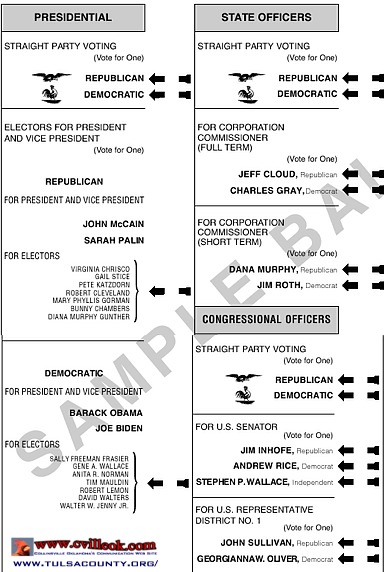 PRESIDENTIAL
STRAIGHT PARTY VOTING
(Vote for One)
REPUBLICAN
DEMOCRATIC
ELECTORS FOR PRESIDENT
AND VICE PRESIDENT
(Vote for One)
REPUBLICAN
FOR PRESIDENT AND VICE PRESIDENT
JOHN McCAIN
SARAH PALIN
FOR ELECTORS
VIRGINIA CHRISCO
GAIL STICE
PETE KATZDORN
ROBERT CLEVELAND
MARY PHYLLIS GORMAN
BUNNY CHAMBERS
DIANA MURPHY GUNTHER
DEMOCRATIC
FOR PRESIDENT AND VICE PRESIDENT
BARACK OBAMA
JOE BIDEN
FOR ELECTORS
SALLY FREEMAN FRASIER
GENE A. WALLACE
ANITA R. NORMAN
TIM MAULDIN
ROBERT LEMON
DAVID WALTERS
WALTER W. JENNY JR.
www.cvilleok.com
COLLINSVILLE OKLAHOMA'S COMMUNICATION WEB SITE
WWW.TULSACOUNTY.ORG/
STATE OFFICERS
STRAIGHT PARTY VOTING
(Vote for One)
REPUBLICAN
DEMOCRATIC
FOR CORPORATION
COMMISSIONER
(FULL TERM)
(Vote for One)
JEFF CLOUD, Republican
CHARLES GRAY, Democrat
FOR CORPORATION
COMMISSIONER
(SHORT TERM)
(Vote for One)
DANA MURPHY, Republican
JIM ROTH, Democrat
CONGRESSIONAL OFFICERS
STRAIGHT PARTY VOTING
(Vote for One)
REPUBLICAN
DEMOCRATIC
FOR U.S. SENATOR
(Vote for One)
JIM INHOFE, Republican
ANDREW RICE, Democrat
STEPHEN P. WALLACE, Independent
FOR U.S. REPRESENTATIVE
DISTRICT NO. 1
(Vote for One)
JOHN SULLIVAN, Republican
GEORGIANNA W. OLIVER, Democrat
SAMPLE BAL